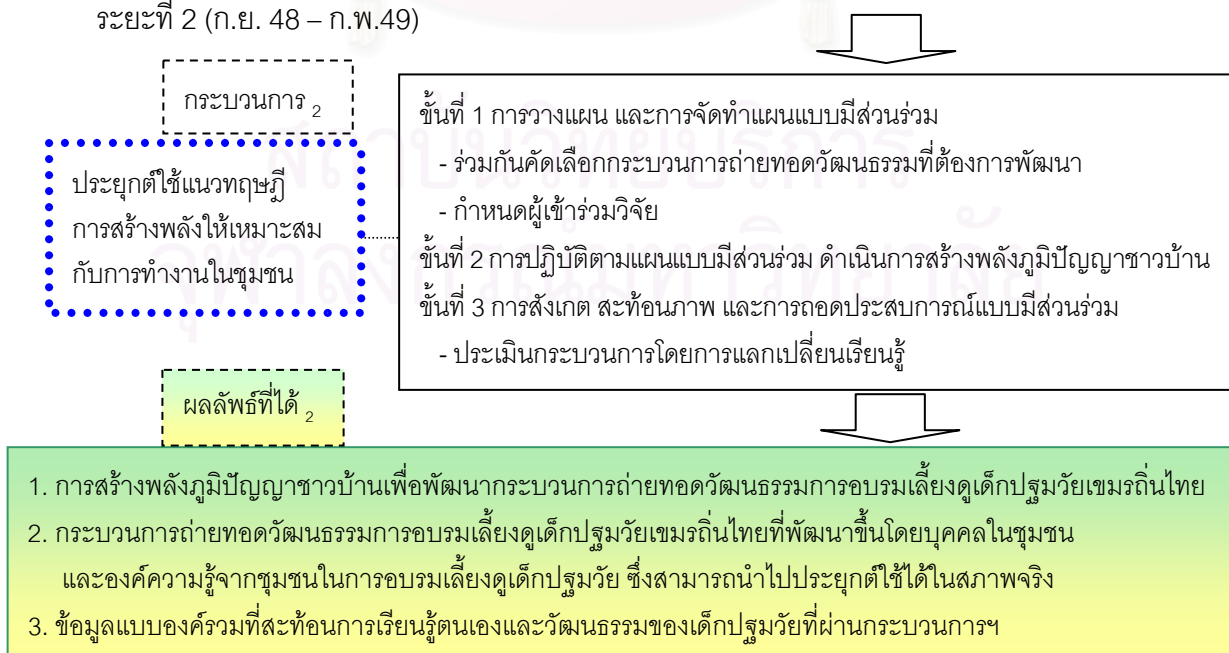 ระยะที่ 2 (ก.ย. 48 – ก.พ.49)
กระบวนการ 2
ประยุกต์ใช้แนวทฤษฎี
การสร้างพลังให้เหมาะสม
กับการทำงานในชุมชน
ขั้นที่ 1 การวางแผน และการจัดทำแผนแบบมีส่วนร่วม
- ร่วมกันคัดเลือกกระบวนการถ่ายทอดวัฒนธรรมที่ต้องการพัฒนา
- กำหนดผู้เข้าร่วมวิจัย
ขั้นที่ 2 การปฏิบัติตามแผนแบบมีส่วนร่วม ดำเนินการสร้างพลังภูมิปัญญาชาวบ้าน
ขั้นที่ 3 การสังเกต สะท้อนภาพ และการถอดประสบการณ์แบบมีส่วนร่วม
- ประเมินกระบวนการโดยการแลกเปลี่ยนเรียนรู้
สถาบันวิทยบริการ
จุฬาลงกรณ์มหาวิทยาลัย
ผลลัพธ์ที่ได้ 2
1. การสร้างพลังภูมิปัญญาชาวบ้านเพื่อพัฒนากระบวนการถ่ายทอดวัฒนธรรมการอบรมเลี้ยงดูเด็กปฐมวัยเขมรถิ่นไทย
2. กระบวนการถ่ายทอดวัฒนธรรมการอบรมเลี้ยงดูเด็กปฐมวัยเขมรถิ่นไทยที่พัฒนาขึ้นโดยบุคคลในชุมชน
และองค์ความรู้จากชุมชนในการอบรมเลี้ยงดูเด็กปฐมวัย ซึ่งสามารถนำไปประยุกต์ใช้ได้ในสภาพจริง
3. ข้อมูลแบบองค์รวมที่สะท้อนการเรียนรู้ตนเองและวัฒนธรรมของเด็กปฐมวัยที่ผ่านกระบวนการฯ